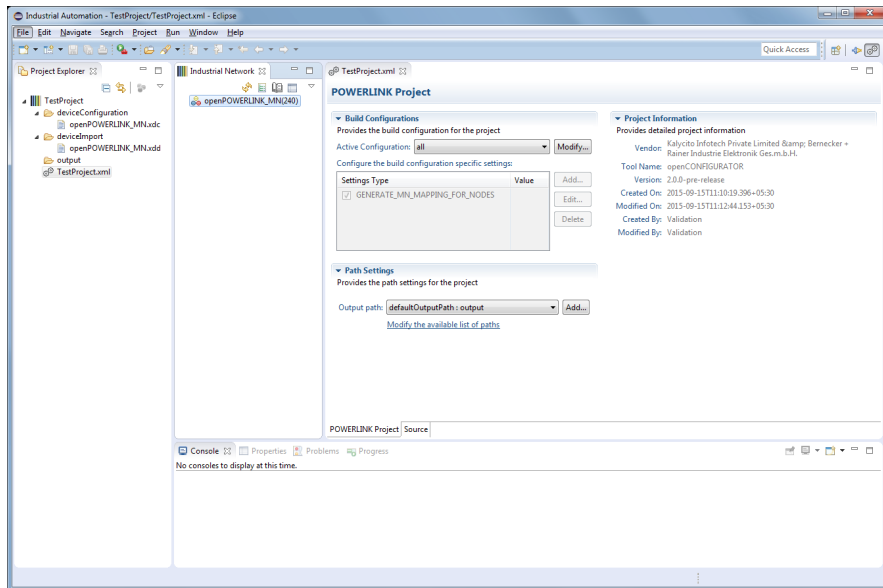 Industrial Automation - TestProject/TestProject.xml - Eclipse
File Edit Navigate Search Project Run Window Help
Quick Access
Project Explorer
TestProject
deviceConfiguration
openPOWERLINK_MN.xdc
deviceImport
openPOWERLINK_MN.xdd
output
TestProject.xml
Industrial Network
openPOWERLINK_MN(240)
TestProject.xml
POWERLINK Project
Build Configurations
Provides the build configuration for the project
Active Configuration: all Modify...
Configure the build configuration specific settings:
Settings Type Value Add...
GENERATE_MN_MAPPING_FOR_NODES
Edit...
Delete
Path Settings
Provides the path settings for the project
Output path: defaultOutputPath : output Add...
Modify the available list of paths
Project Information
Provides detailed project information
Vendor: Kalycito Infotech Private Limited &amp; Bernecker +
Rainer Industrie Elektronik Ges.m.b.H.
Tool Name: openCONFIGURATOR
Version: 2.0.0-pre-release
Created On: 2015-09-15T11:10:19.396+05:30
Modified On: 2015-09-15T11:12:44.153+05:30
Created By: Validation
Modified By: Validation
POWERLINK Project Source
Console Properties Problems Progress
No consoles to display at this time.